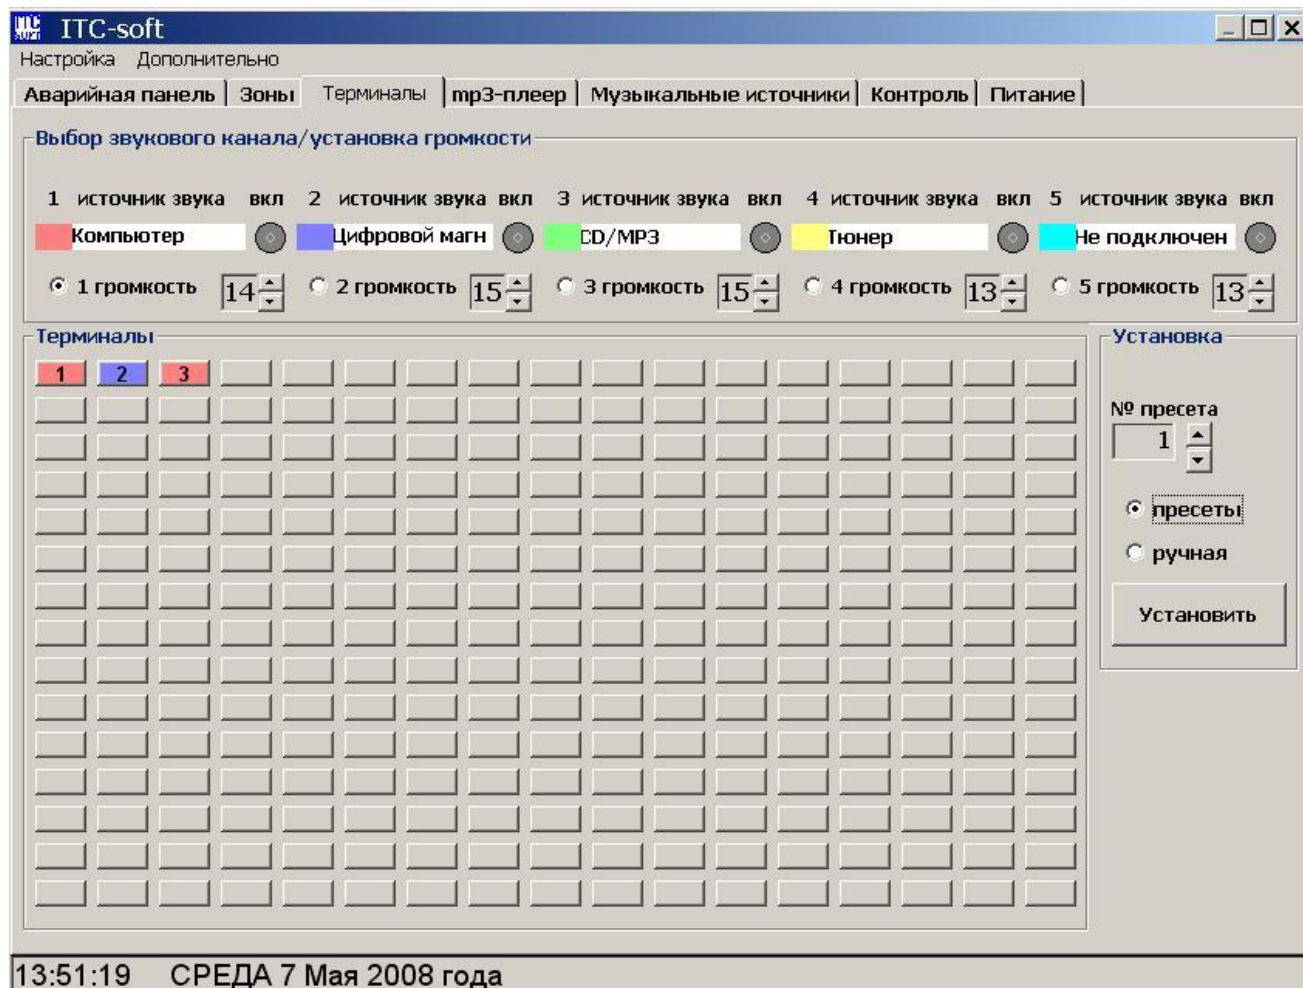 ITC-soft
Настройка Дополнительно
Аварийная панель Зоны Терминалы mp3-плеер Музыкальные источники Контроль Питание
Выбор звукового канала/установка громкости
1 источник звука вкл 2 источник звука вкл 3 источник звука вкл 4 источник звука вкл 5 источник звука вкл
Компьютер Цифровой магн CD/MP3 Тюнер Не подключен
1 громкость 14 2 громкость 15 3 громкость 15 4 громкость 13 5 громкость 13
Терминалы Установка
1 2 3
№ пресета
1
пресеты
ручная
Установить
13:51:19 СРЕДА 7 Мая 2008 года